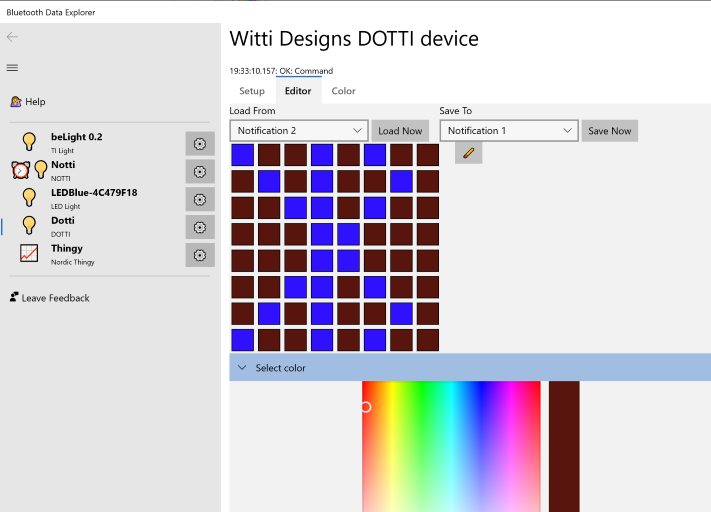 Bluetooth Data Explorer
Witti Designs DOTTI device
19:33:10.157: OK: Command
Setup
Editor
Color
Help
Load From
Save To
Notification 2
Load Now
Notification 1
Save Now
beLight 0.2
TI Light
Notti
NOTTI
LEDBlue-4C479F18
LED Light
Dotti
DOTTI
Thingy
Nordic Thingy
Leave Feedback
Select color